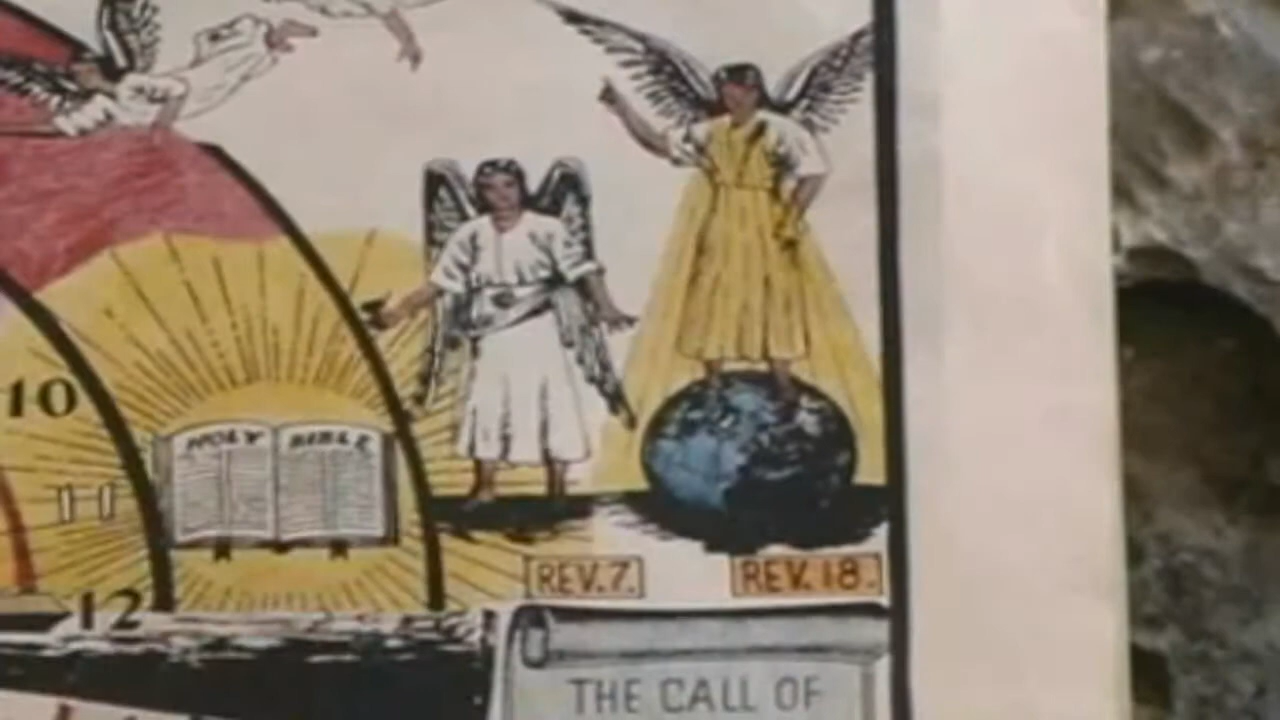 10
HOLY BIBLE
11
12
REV. 7.
REV. 18.
THE CALL OF